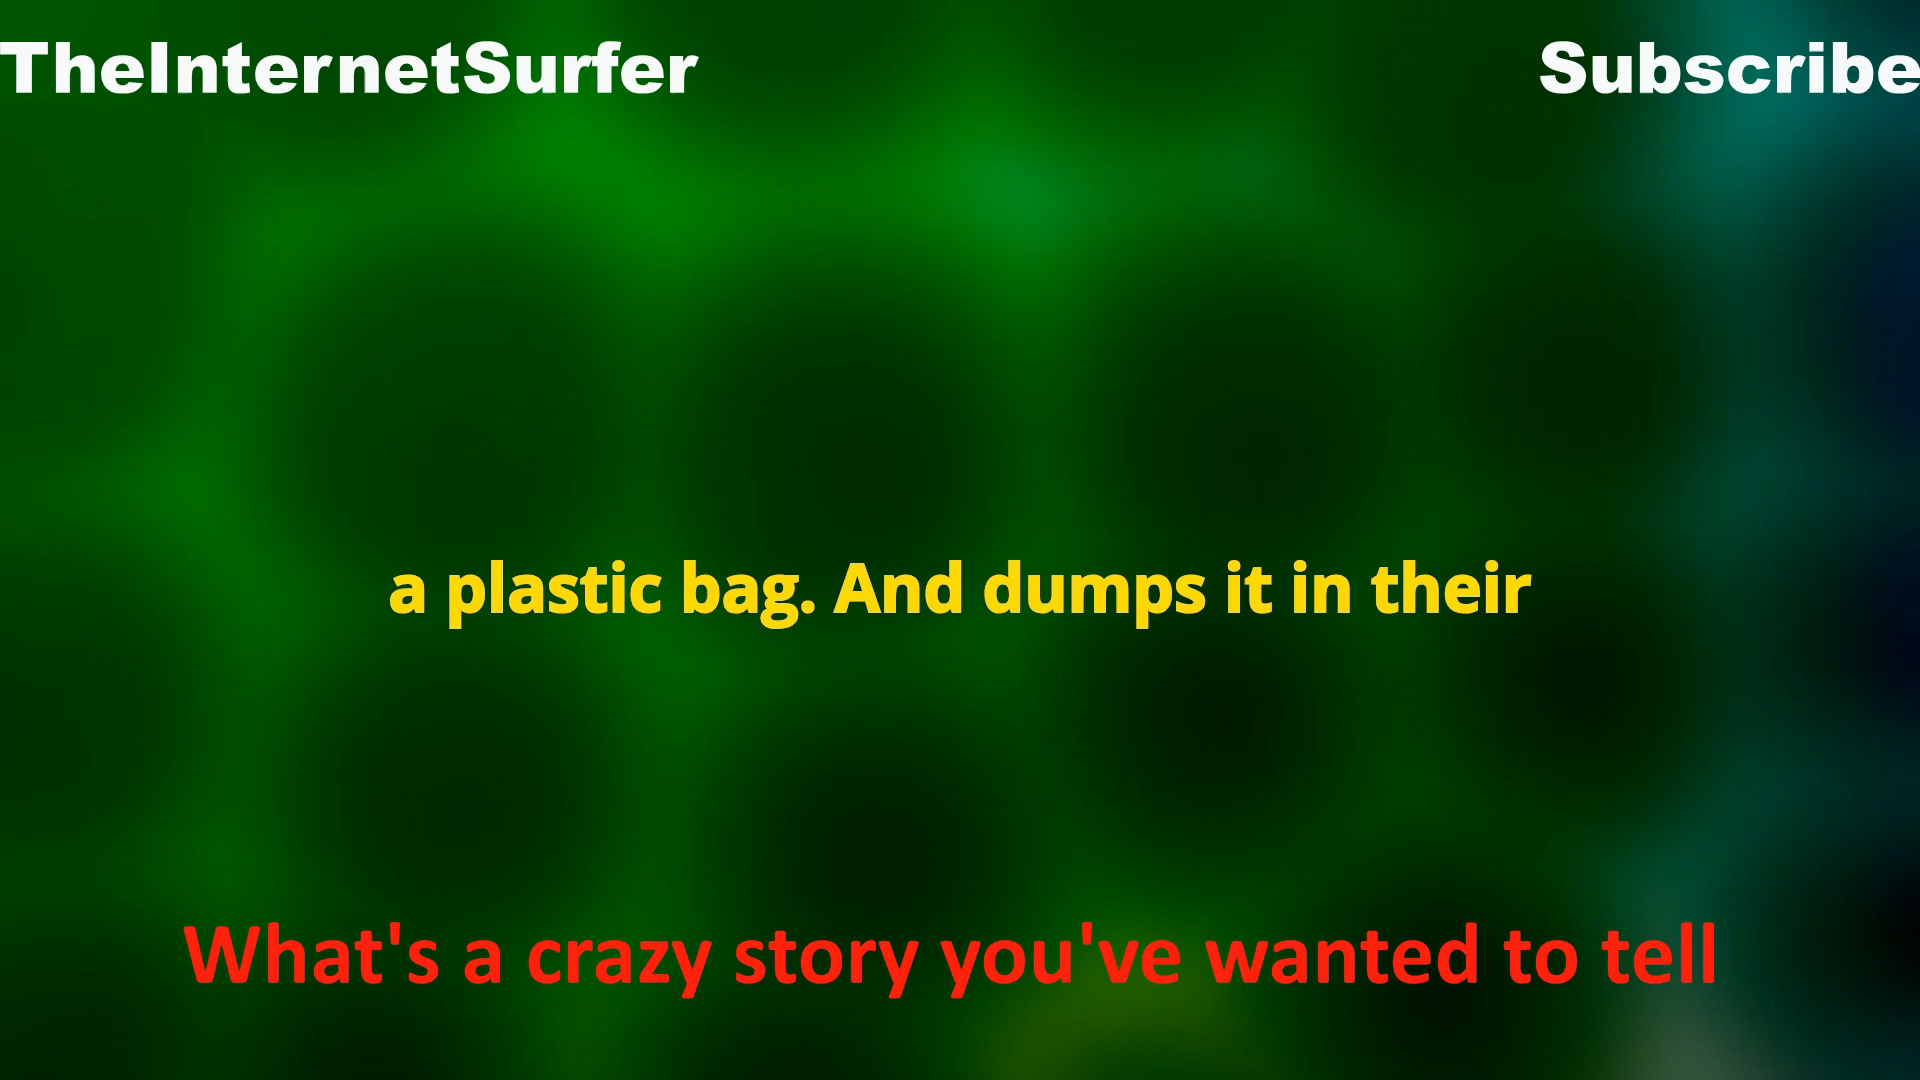 TheInternetSurfer
Subscribe
a plastic bag. And dumps it in their
What's a crazy story you've wanted to tell